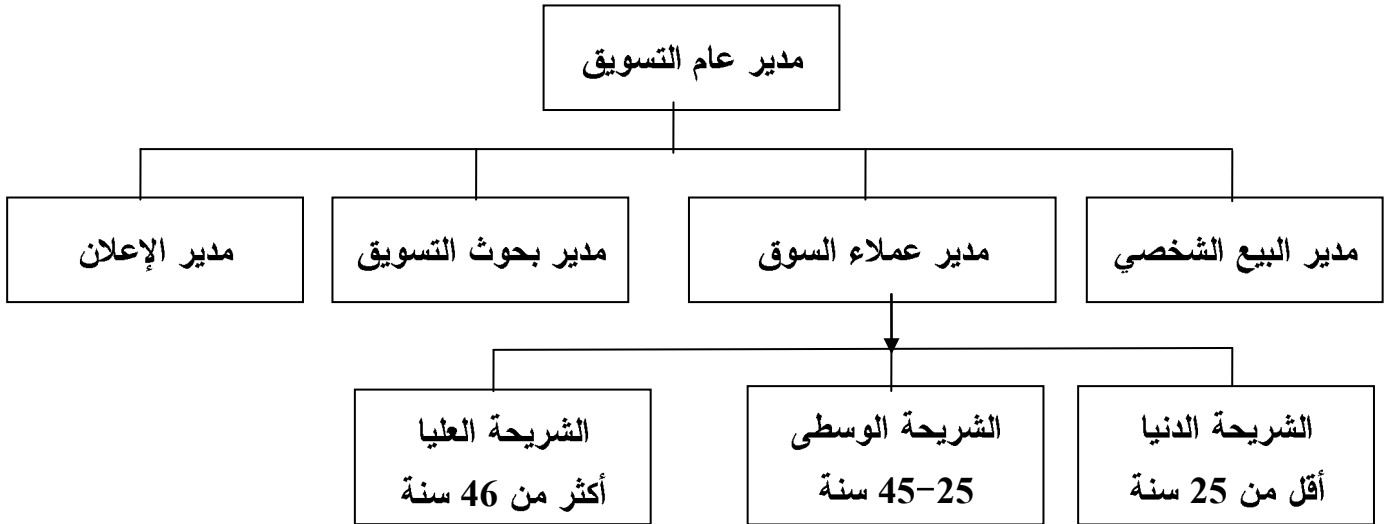 مدير عام التسويق
مدير البيع الشخصي
مدير عملاء السوق
مدير بحوث التسويق
مدير الإعلان
الشريحة الدنيا
أقل من 25 سنة
الشريحة الوسطى
25-45 سنة
الشريحة العليا
أكثر من 46 سنة